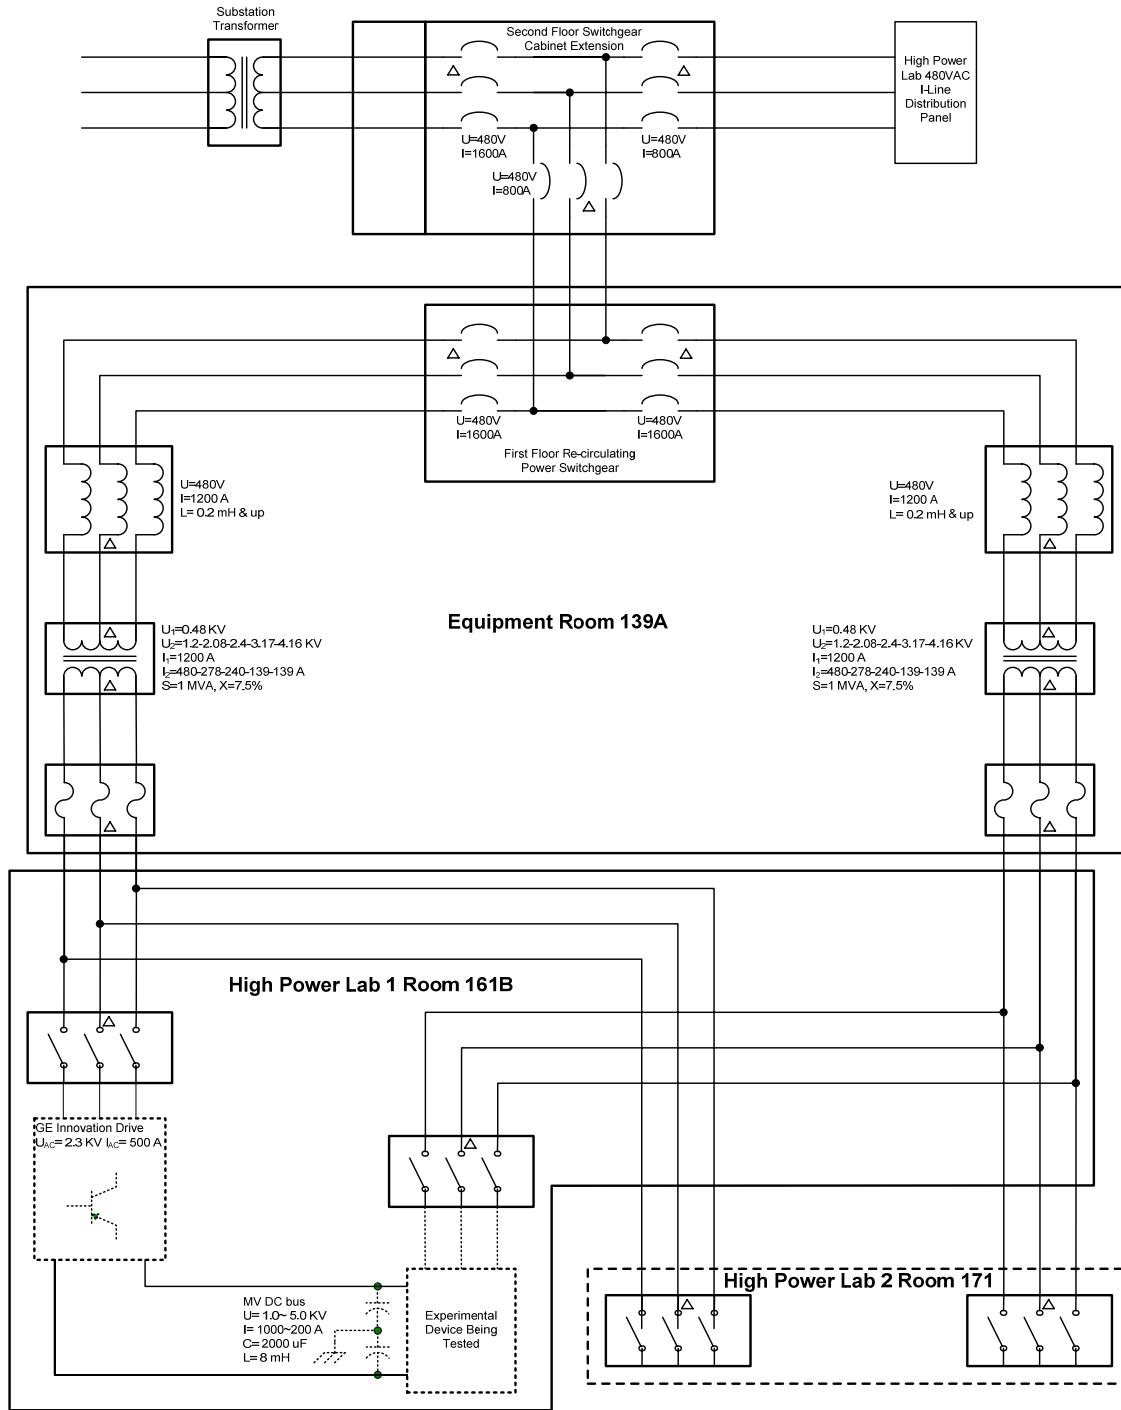 Substation
Transformer
Second Floor Switchgear
Cabinet Extension
High Power
Lab 480VAC
I-Line
Distribution
Panel
U=480V
I=1600A
U=480V
I=800A
U=480V
I=800A
U=480V
I=1600A
U=480V
I=1600A
First Floor Re-circulating
Power Switchgear
U=480V
I=1200 A
L= 0.2 mH & up
U=480V
I=1200 A
L= 0.2 mH & up
Equipment Room 139A
U₁=0.48 KV
U₂=1.2-2.08-2.4-3.17-4.16 KV
I₁=1200 A
I₂=480-278-240-139-139 A
S=1 MVA, X=7.5%
U₁=0.48 KV
U₂=1.2-2.08-2.4-3.17-4.16 KV
I₁=1200 A
I₂=480-278-240-139-139 A
S=1 MVA, X=7.5%
High Power Lab 1 Room 161B
GE Innovation Drive
U_AC= 2.3 KV I_AC= 500 A
MV DC bus
U= 1.0~ 5.0 KV
I= 1000~200 A
C= 2000 uF
L= 8 mH
Experimental
Device Being
Tested
High Power Lab 2 Room 171